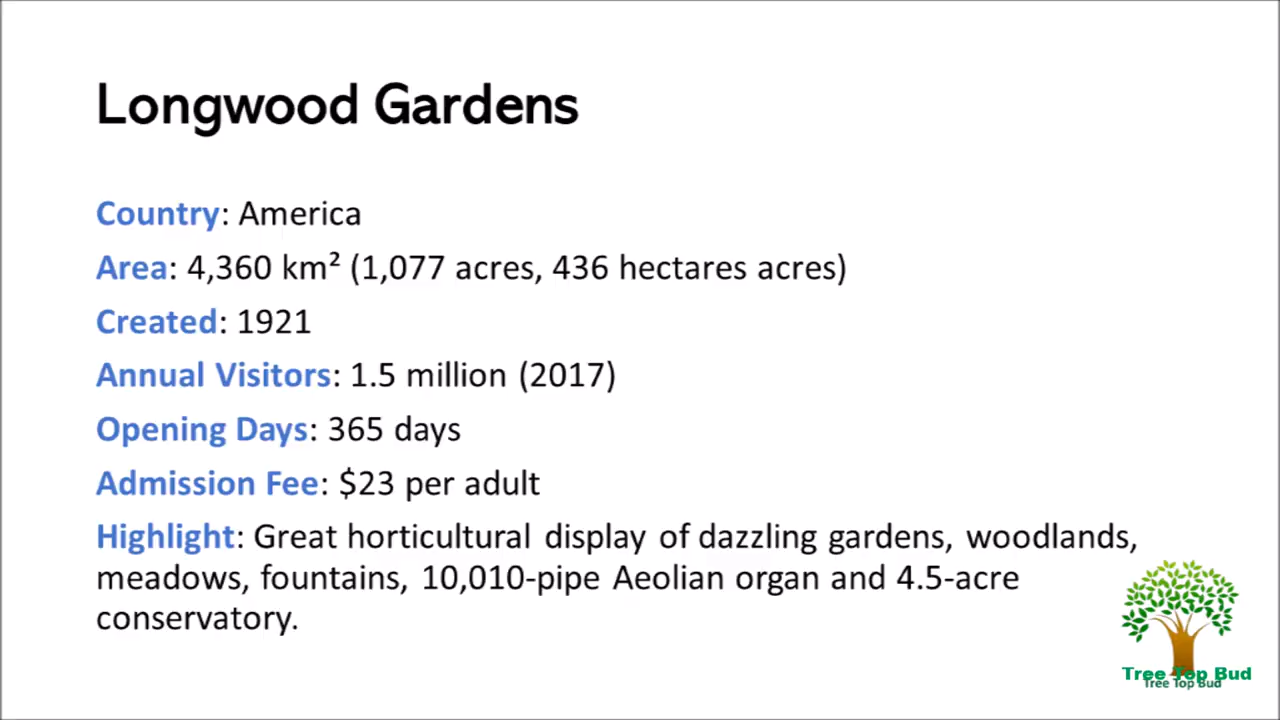 Longwood Gardens
Country: America
Area: 4,360 km² (1,077 acres, 436 hectares acres)
Created: 1921
Annual Visitors: 1.5 million (2017)
Opening Days: 365 days
Admission Fee: $23 per adult
Highlight: Great horticultural display of dazzling gardens, woodlands,
meadows, fountains, 10,010-pipe Aeolian organ and 4.5-acre
conservatory.
Tree Top Bud
Tree Top Bud